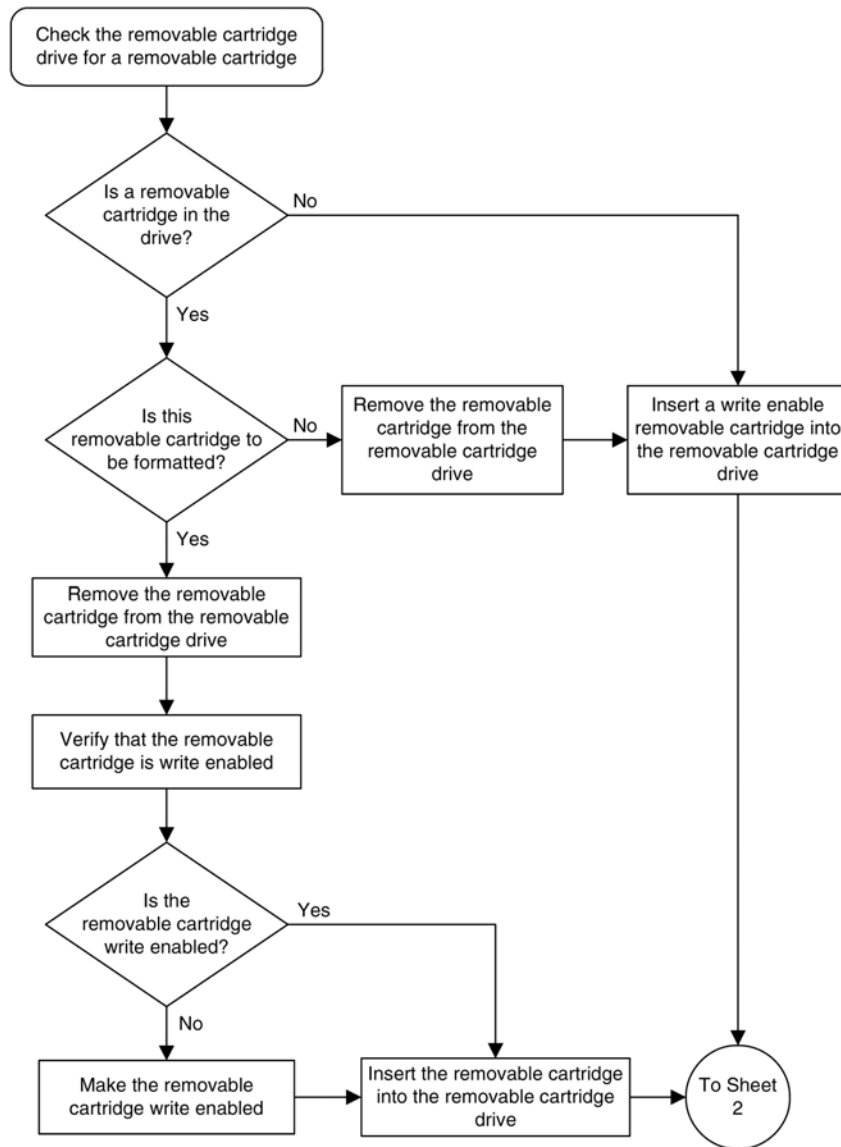 Check the removable cartridge
drive for a removable cartridge
Is a removable
cartridge in the
drive?
No
Yes
Is this
removable cartridge to
be formatted?
No
Remove the removable
cartridge from the
removable cartridge
drive
Insert a write enable
removable cartridge into
the removable cartridge
drive
Yes
Remove the removable
cartridge from the removable
cartridge drive
Verify that the removable
cartridge is write enabled
Is the
removable cartridge
write enabled?
Yes
No
Make the removable
cartridge write enabled
Insert the removable cartridge
into the removable cartridge
drive
To Sheet
2